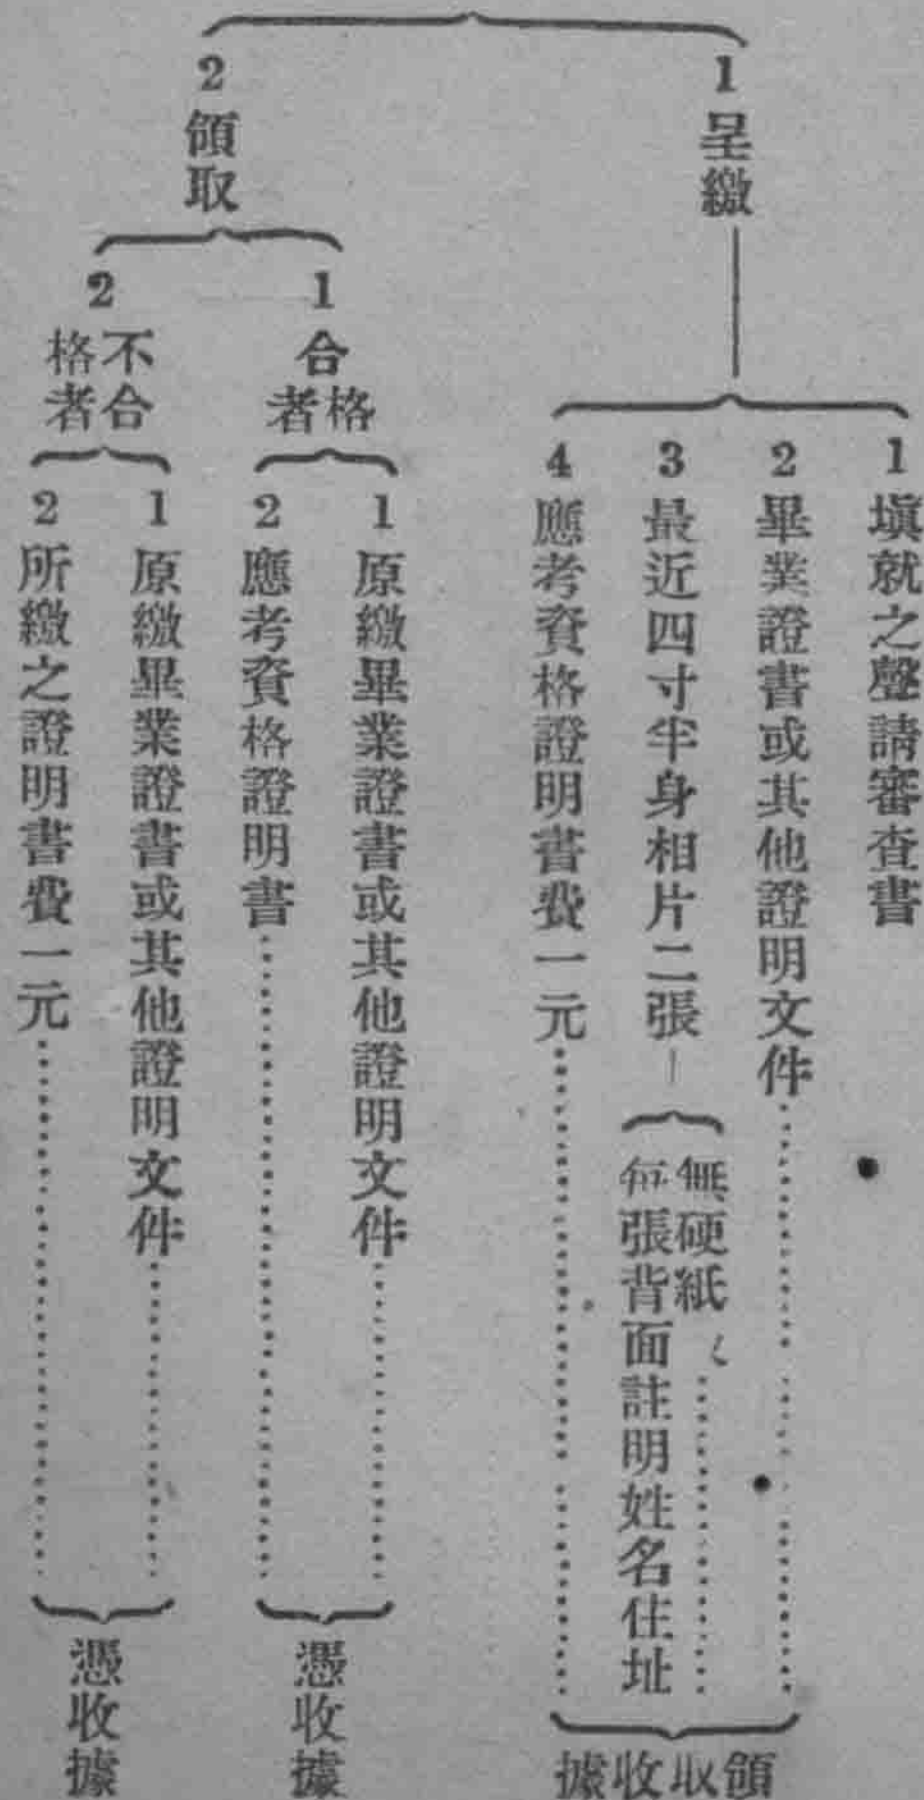 1 呈繳
1 塡就之聲請審查書
2 畢業證書或其他證明文件
3 最近四寸半身相片二張
無硬紙
每張背面註明姓名住址
4 應考資格證明書費一元
領取收據
2 領取
1 合格者
1 原繳畢業證書或其他證明文件
2 應考資格證明書
憑收據
2 不合格者
1 原繳畢業證書或其他證明文件
2 所繳之證明書費一元
憑收據